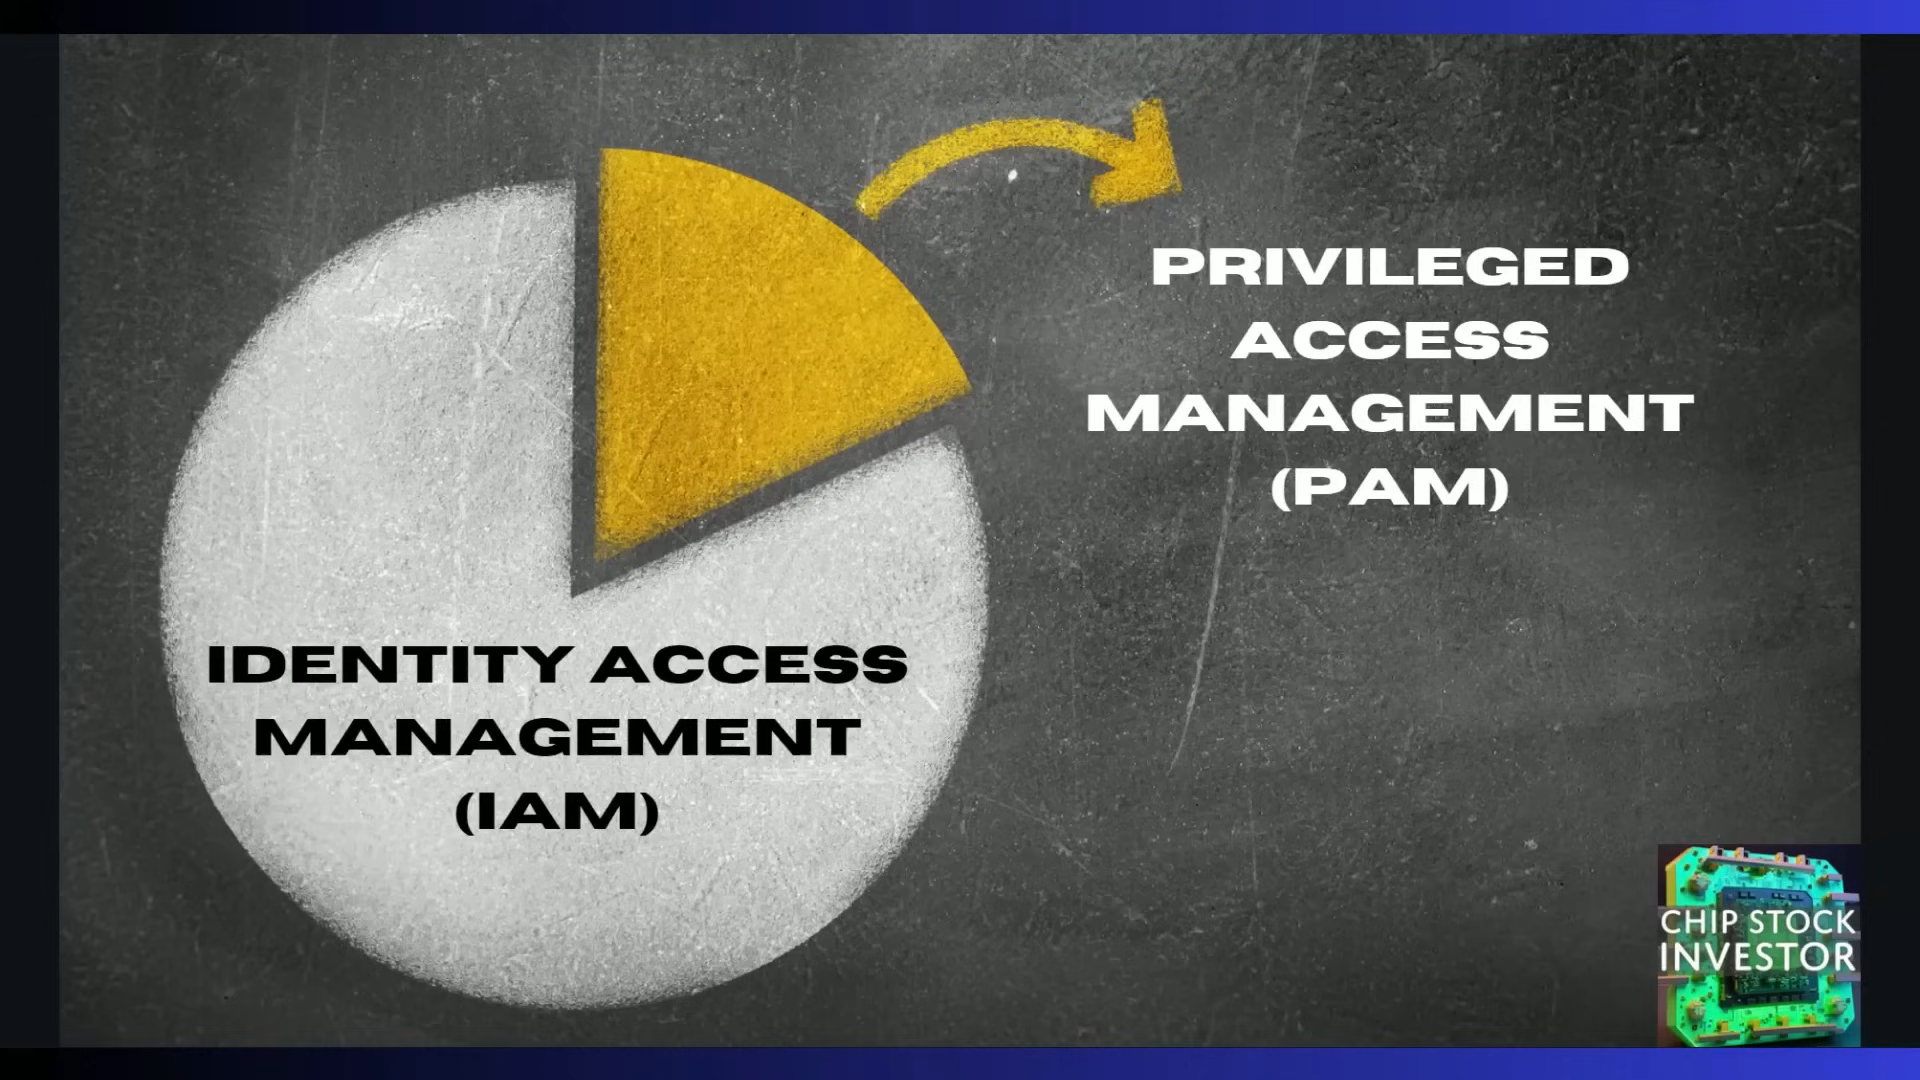 PRIVILEGED
ACCESS
MANAGEMENT
(PAM)
IDENTITY ACCESS
MANAGEMENT
(IAM)
CHIP STOCK
INVESTOR